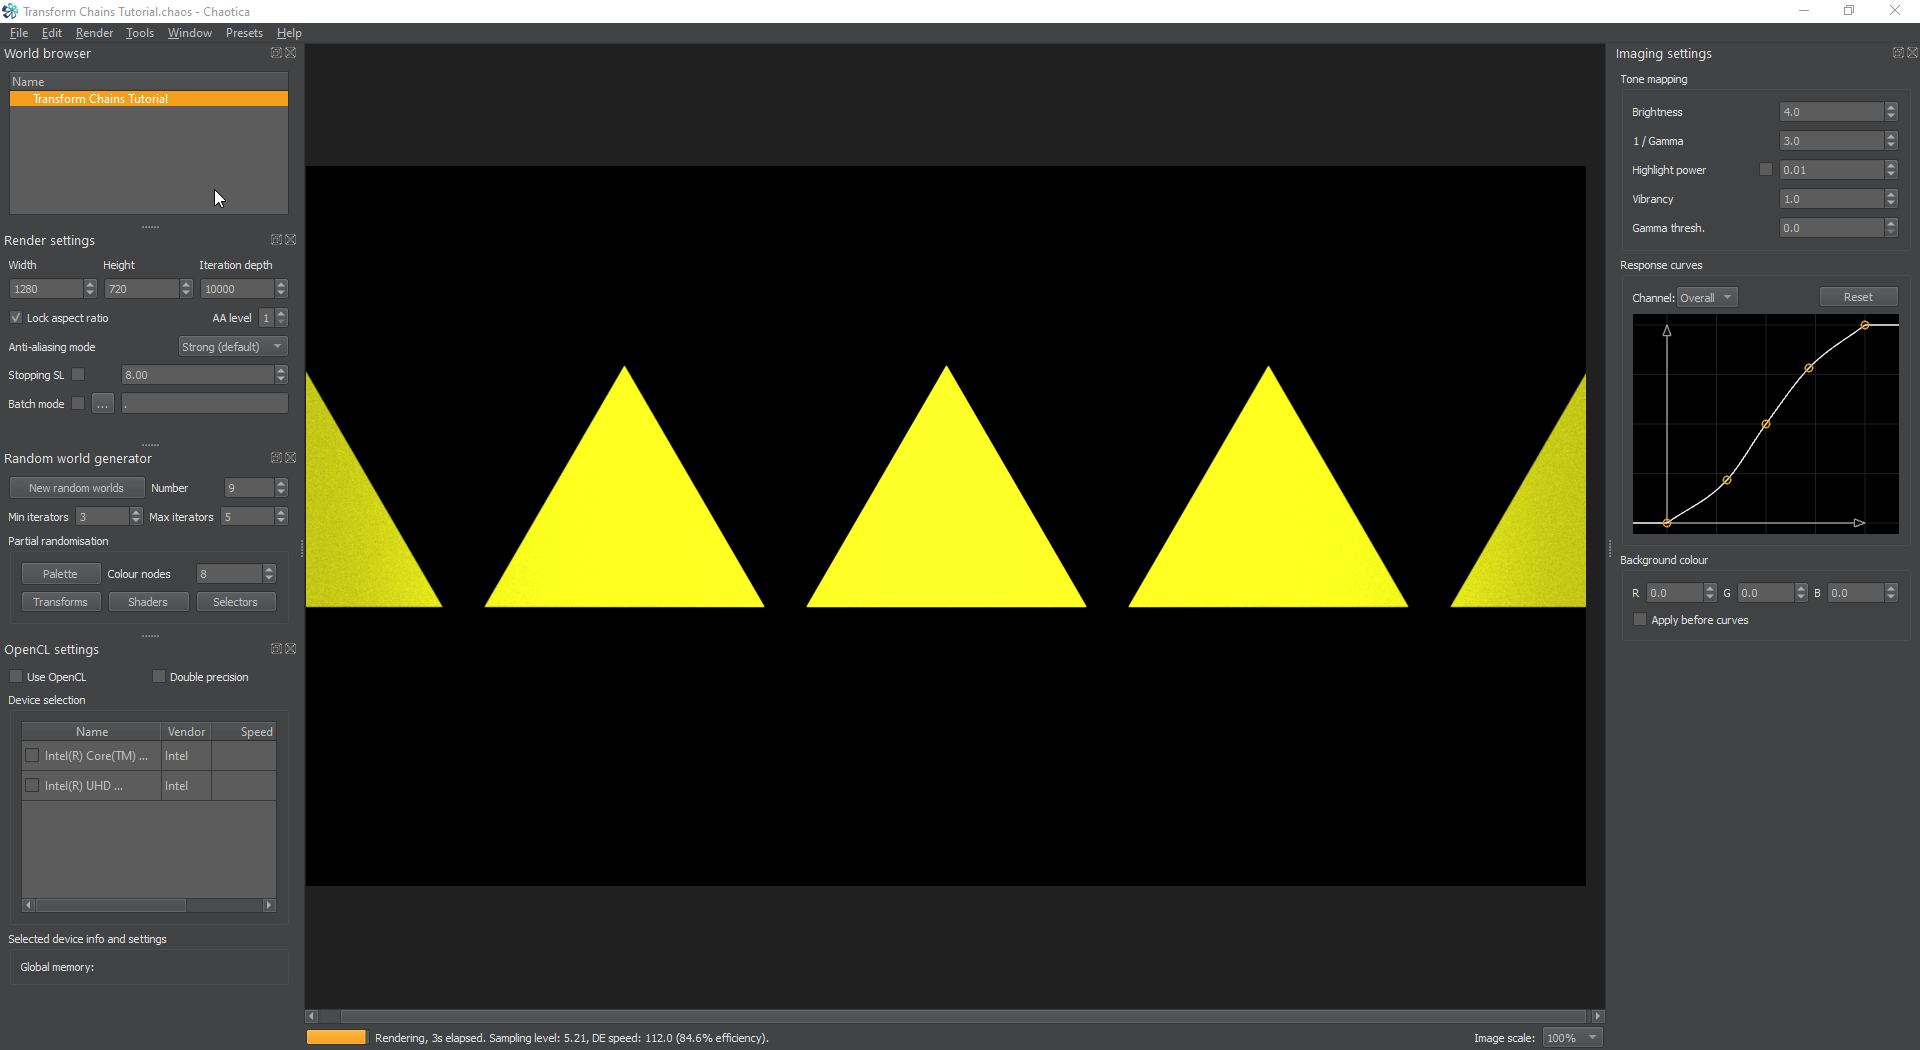 Transform Chains Tutorial.chaos - Chaotica
File Edit Render Tools Window Presets Help
World browser
Name
Transform Chains Tutorial
Render settings
Width Height Iteration depth
1280 720 10000
Lock aspect ratio AA level 1
Anti-aliasing mode Strong (default)
Stopping SL 8.00
Batch mode ... .
Random world generator
New random worlds Number 9
Min iterators 3 Max iterators 5
Partial randomisation
Palette Colour nodes 8
Transforms Shaders Selectors
OpenCL settings
Use OpenCL Double precision
Device selection
Name Vendor Speed
Intel(R) Core(TM) ... Intel
Intel(R) UHD ... Intel
Selected device info and settings
Global memory:
Rendering, 3s elapsed. Sampling level: 5.21, DE speed: 112.0 (84.6% efficiency).
Image scale: 100%
Imaging settings
Tone mapping
Brightness 4.0
1 / Gamma 3.0
Highlight power 0.01
Vibrancy 1.0
Gamma thresh. 0.0
Response curves
Channel: Overall Reset
Background colour
R 0.0 G 0.0 B 0.0
Apply before curves